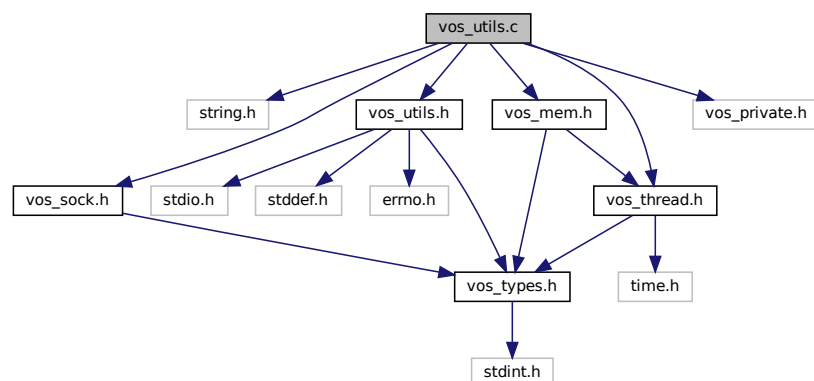 vos_utils.c
string.h
vos_utils.h
vos_mem.h
vos_private.h
vos_sock.h
stdio.h
stddef.h
errno.h
vos_thread.h
vos_types.h
time.h
stdint.h